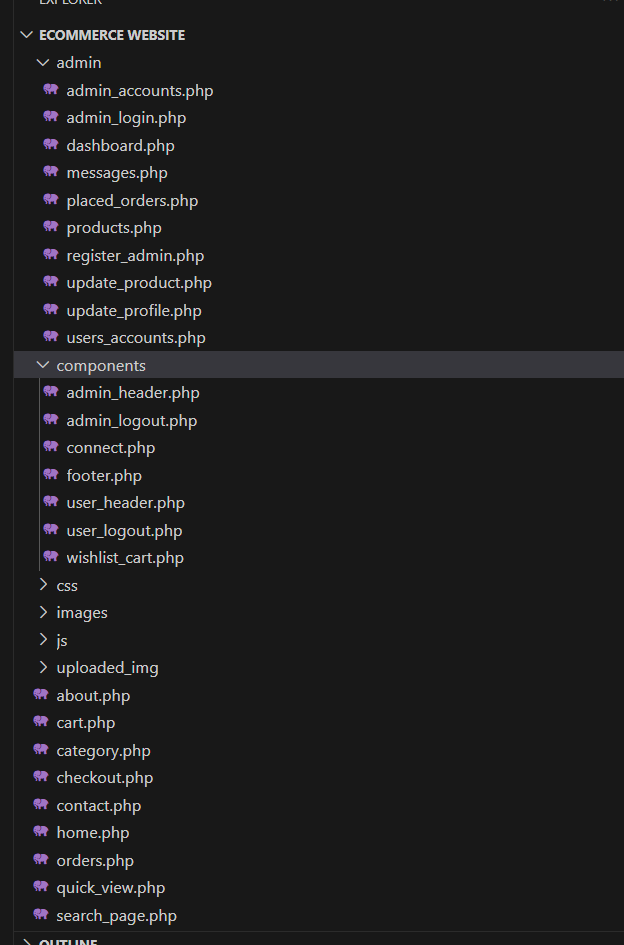 EXPLORER
ECOMMERCE WEBSITE
admin
admin_accounts.php
admin_login.php
dashboard.php
messages.php
placed_orders.php
products.php
register_admin.php
update_product.php
update_profile.php
users_accounts.php
components
admin_header.php
admin_logout.php
connect.php
footer.php
user_header.php
user_logout.php
wishlist_cart.php
css
images
js
uploaded_img
about.php
cart.php
category.php
checkout.php
contact.php
home.php
orders.php
quick_view.php
search_page.php
OUTLINE